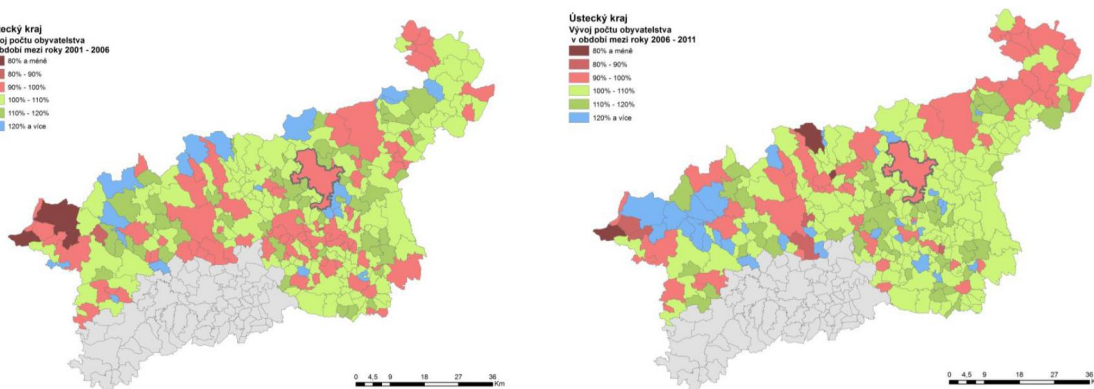 tecký kraj
oj počtu obyvatelstva
období mezi roky 2001 - 2006
80% a méně
80% - 90%
90% - 100%
100% - 110%
110% - 120%
120% a více
0 4,5 9 18 27 36
Km
Ústecký kraj
Vývoj počtu obyvatelstva
v období mezi roky 2006 - 2011
80% a méně
80% - 90%
90% - 100%
100% - 110%
110% - 120%
120% a více
0 4,5 9 18 27 36